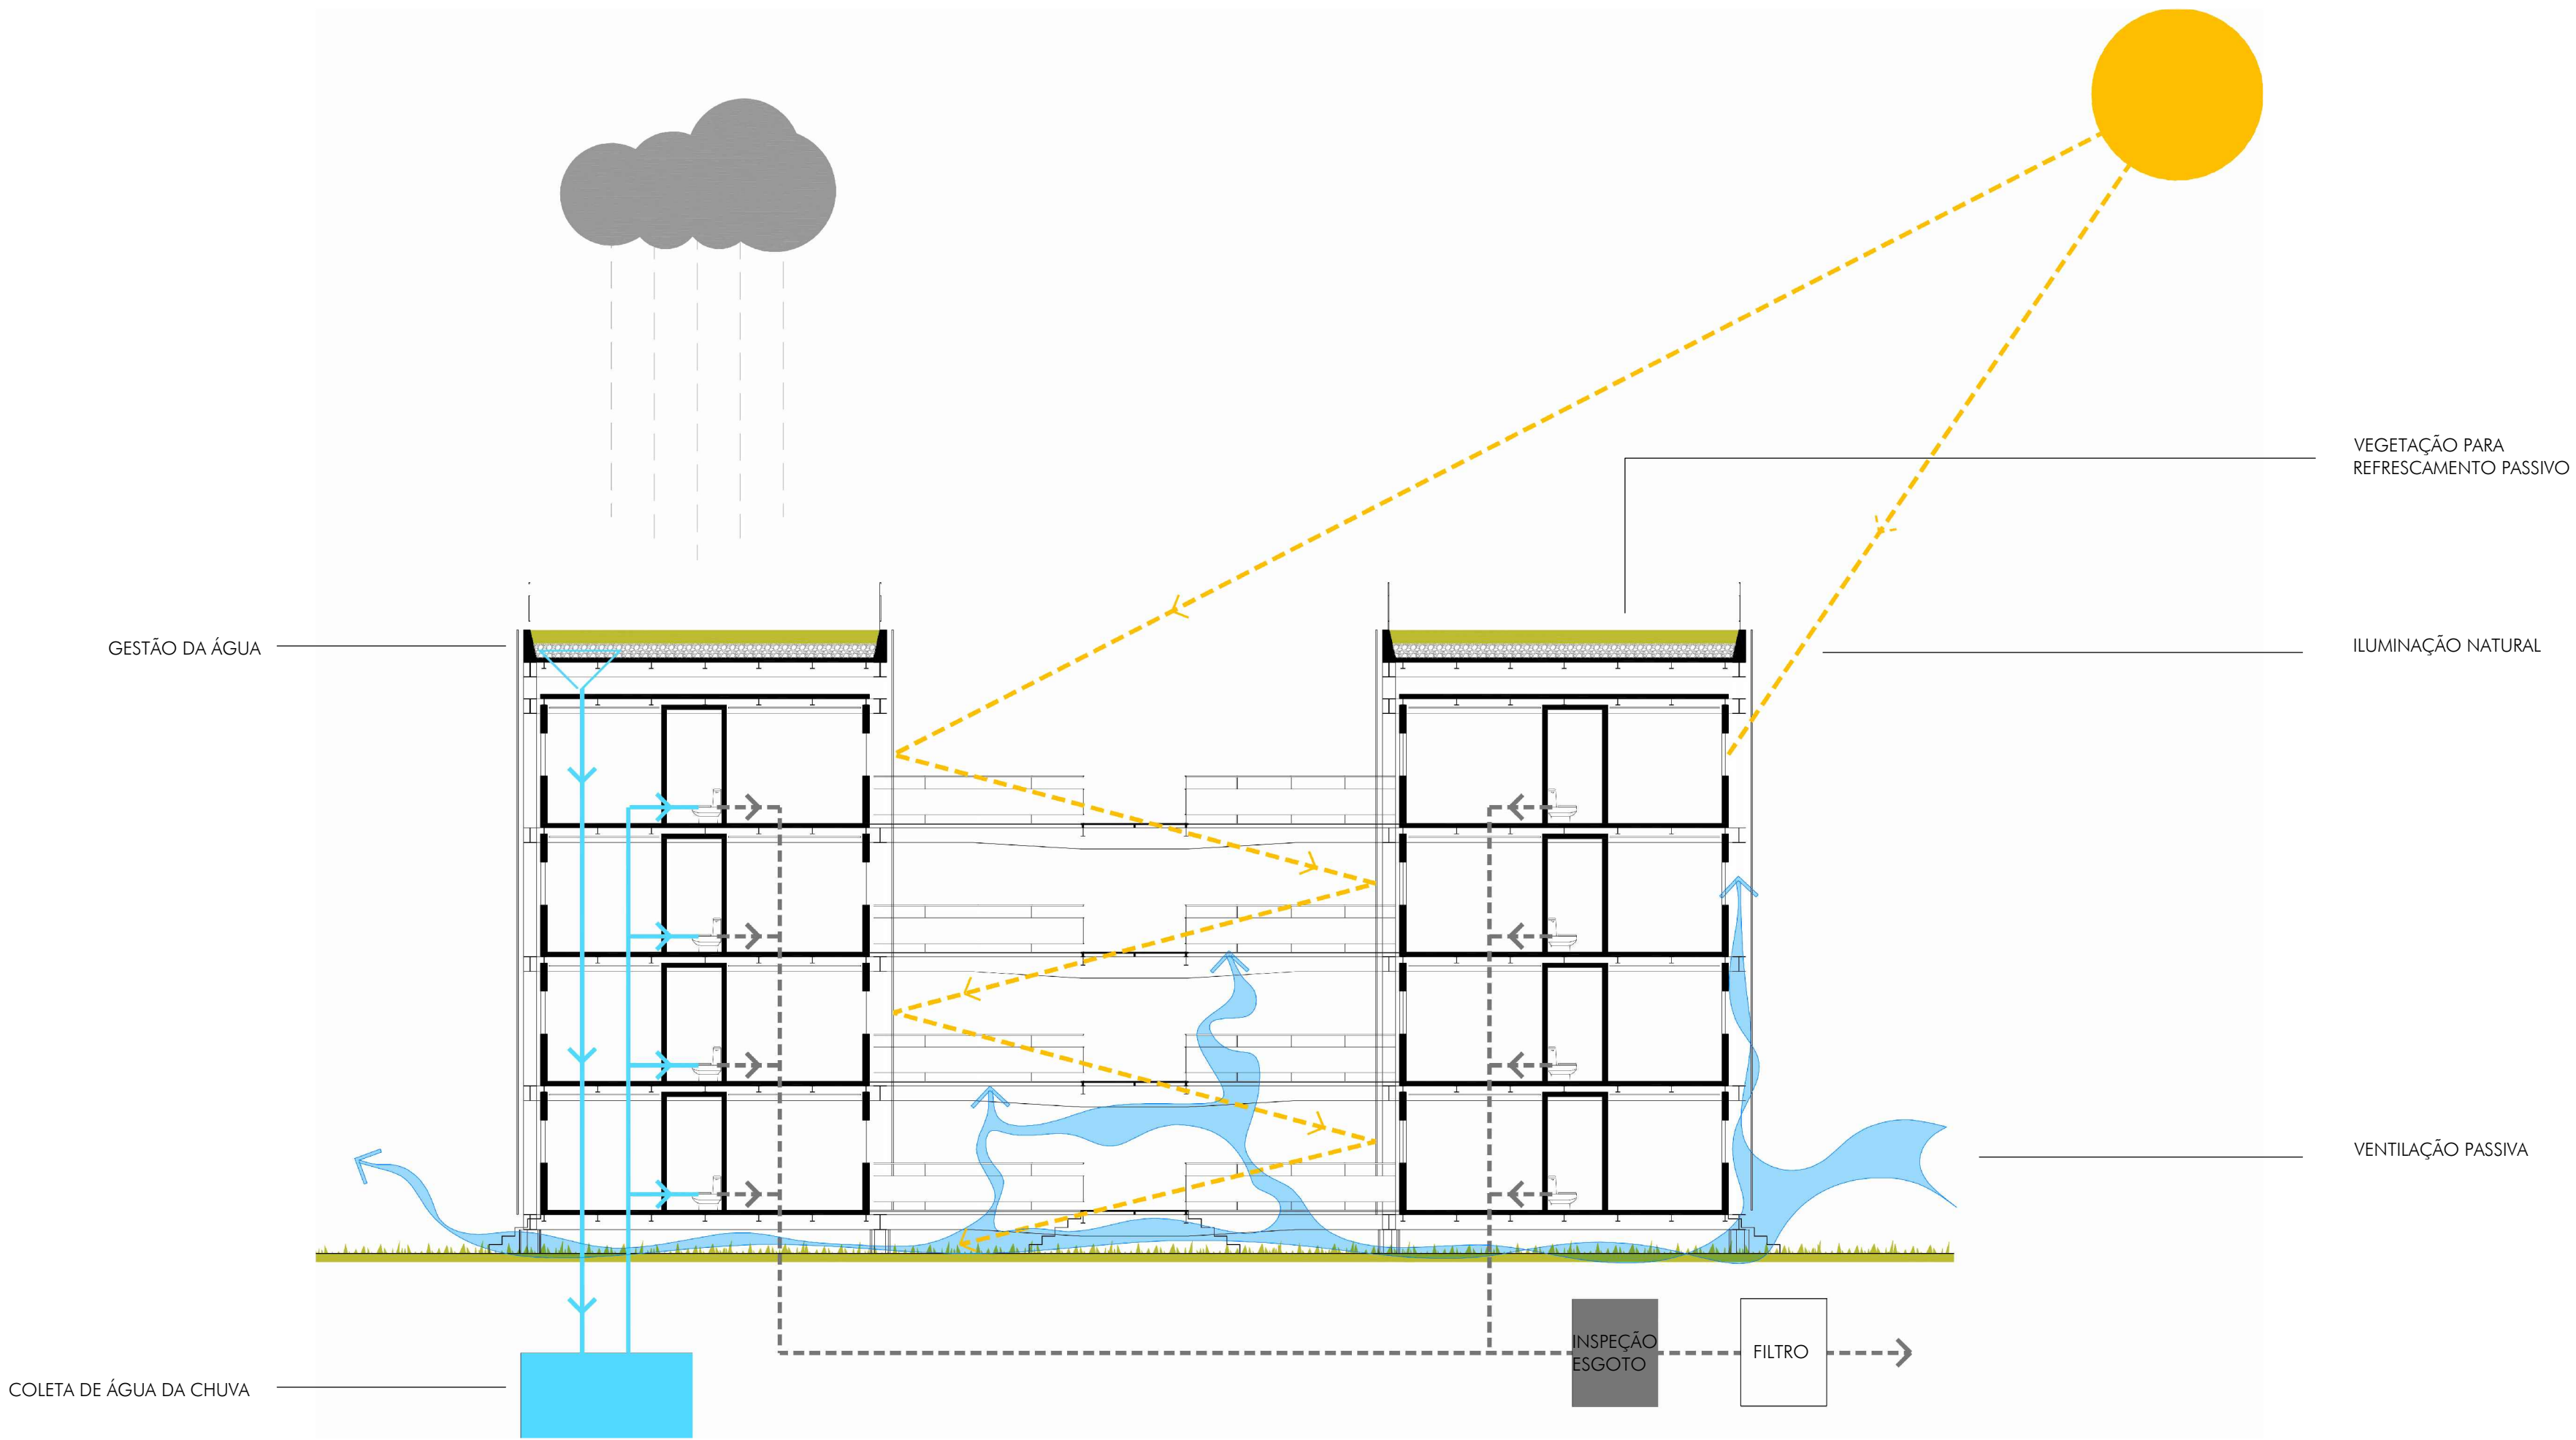 VEGETAÇÃO PARA
REFRESCAMENTO PASSIVO
GESTÃO DA ÁGUA
ILUMINAÇÃO NATURAL
VENTILAÇÃO PASSIVA
INSPEÇÃO
ESGOTO
FILTRO
COLETA DE ÁGUA DA CHUVA